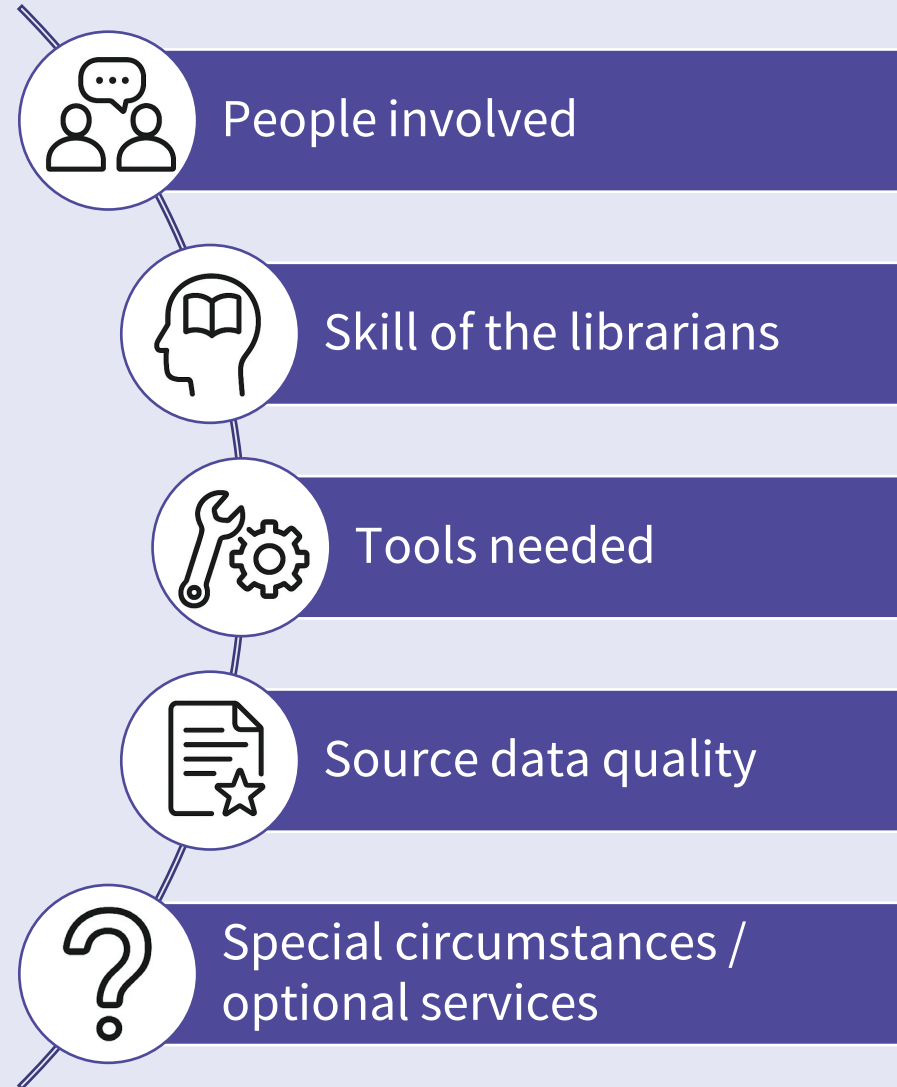 People involved
Skill of the librarians
Tools needed
Source data quality
Special circumstances /
optional services